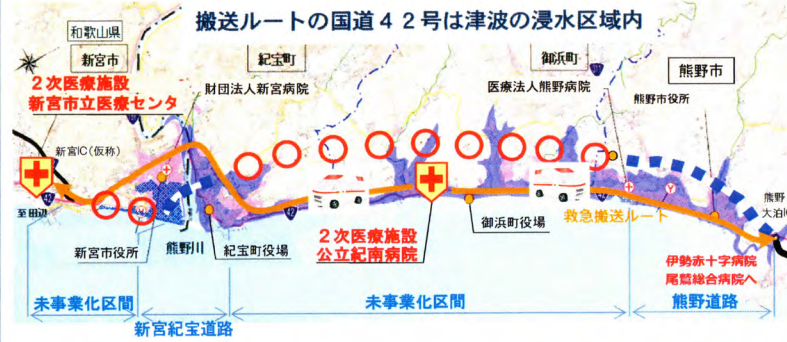 搬送ルートの国道４２号は津波の浸水区域内
和歌山県
新宮市
紀宝町
御浜町
熊野市
２次医療施設
新宮市立医療センタ
財団法人新宮病院
医療法人熊野病院
熊野市役所
新宮IC(仮称)
42
至田辺
新宮市役所
熊野川
42
紀宝町役場
２次医療施設
公立紀南病院
御浜町役場
42
救急搬送ルート
熊野
大泊IC
伊勢赤十字病院
尾鷲総合病院へ
未事業化区間
新宮紀宝道路
未事業化区間
熊野道路